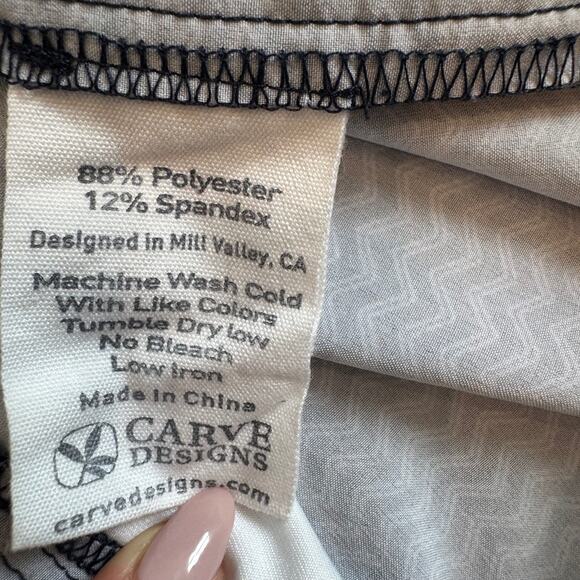 88% Polyester
12% Spandex
Designed in Mill Valley, CA
Machine Wash Cold
With Like Colors
Tumble Dry low
No Bleach
Low Iron
Made in China
CARVE
DESIGNS
carvedesigns.com